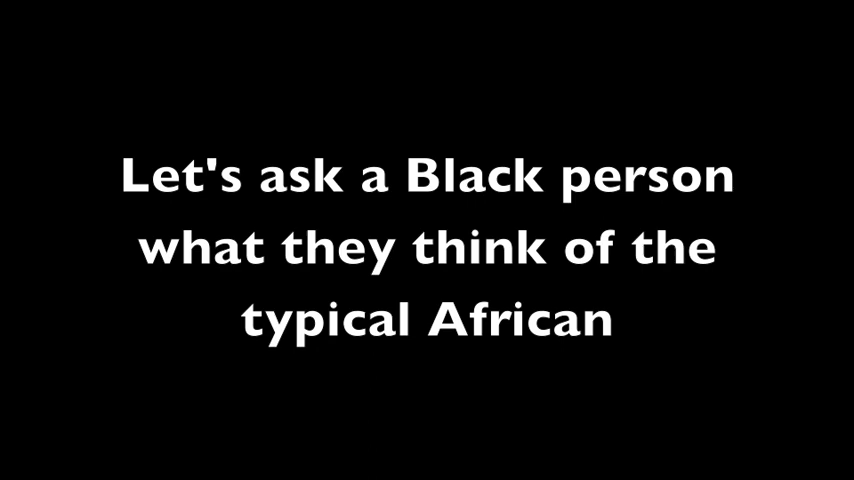 Let's ask a Black person
what they think of the
typical African